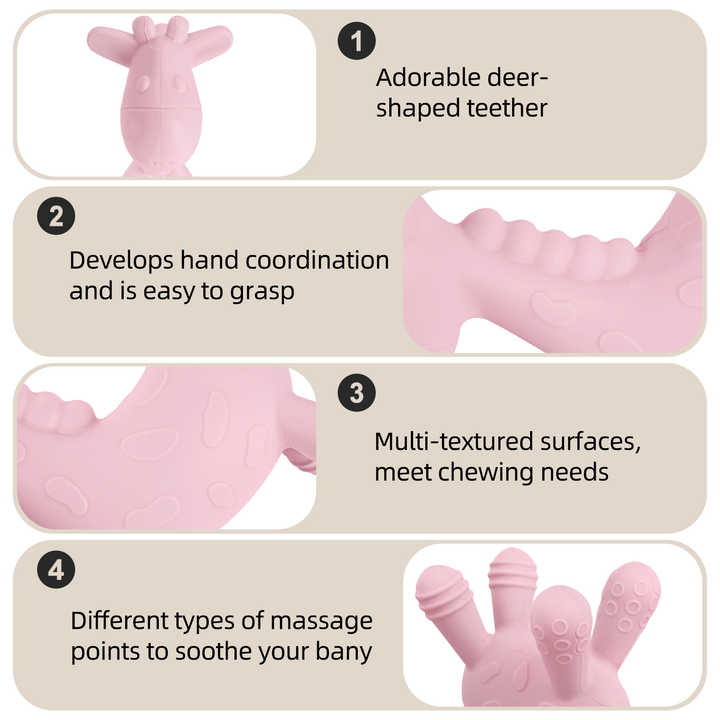 1
Adorable deer-
shaped teether
2
Develops hand coordination
and is easy to grasp
3
Multi-textured surfaces,
meet chewing needs
4
Different types of massage
points to soothe your bany